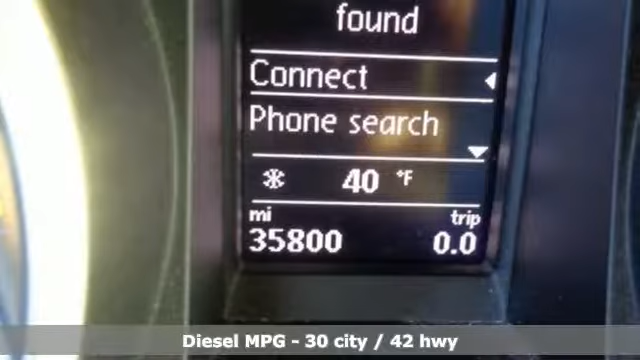 found
Connect
Phone search
40 °F
mi trip
35800 0.0
Diesel MPG - 30 city / 42 hwy